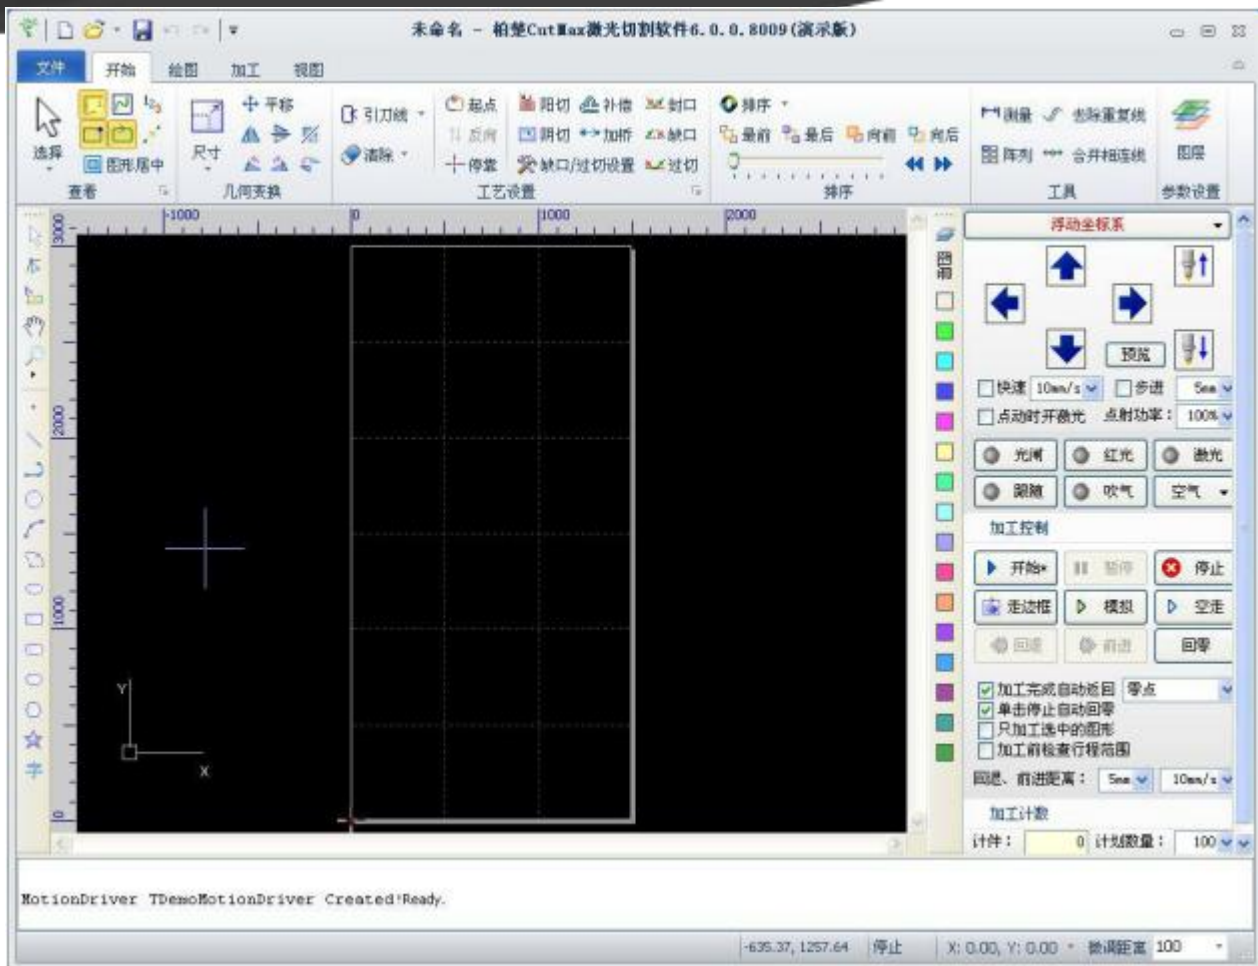 未命名 - 柏楚CutMax激光切割软件6.0.0.8009(演示版)
文件 开始 绘图 加工 视图
平移 引刀线 起点 阳切 补偿 封口 排序 测量 去除重复线
选择 尺寸 反向 阴切 加桥 缺口 最前 最后 向前 向后 图层
图形居中 清除 停靠 缺口/过切设置 过切 阵列 合并相连线
查看 几何变换 工艺设置 排序 工具 参数设置
-1000 0 1000 2000
3000
2000
1000
0
Y
X
字
图层
浮动坐标系
预览
快速 10mm/s 步进 5mm
点动时开激光 点射功率: 100%
光闸 红光 激光
跟随 吹气 空气
加工控制
开始* 暂停 停止
走边框 模拟 空走
回退 前进 回零
加工完成自动返回 零点
单击停止自动回零
只加工选中的图形
加工前检查行程范围
回退、前进距离: 5mm 10mm/s
加工计数
计件: 0 计划数量: 100
MotionDriver TDemoMotionDriver Created!Ready.
-635.37, 1257.64 停止 X: 0.00, Y: 0.00 微调距离 100